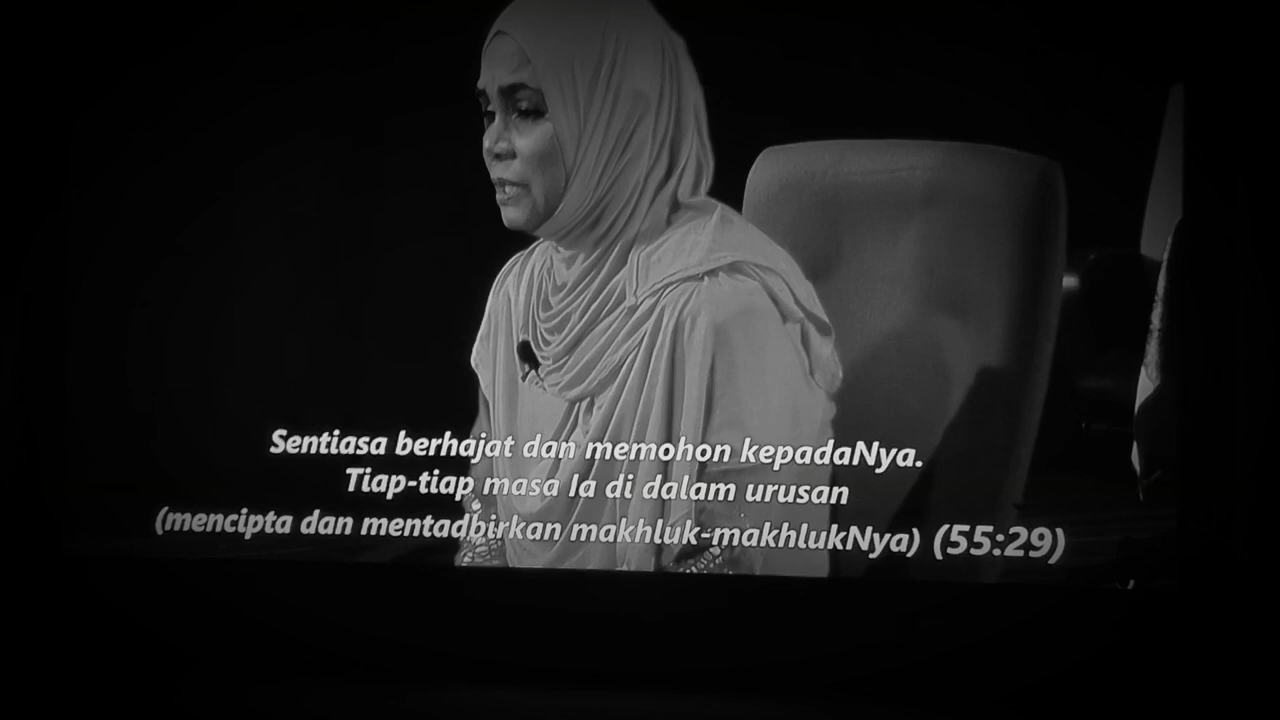 Sentiasa berhajat dan memohon kepadaNya.
Tiap-tiap masa Ia di dalam urusan
(mencipta dan mentadbirkan makhluk-makhlukNya) (55:29)